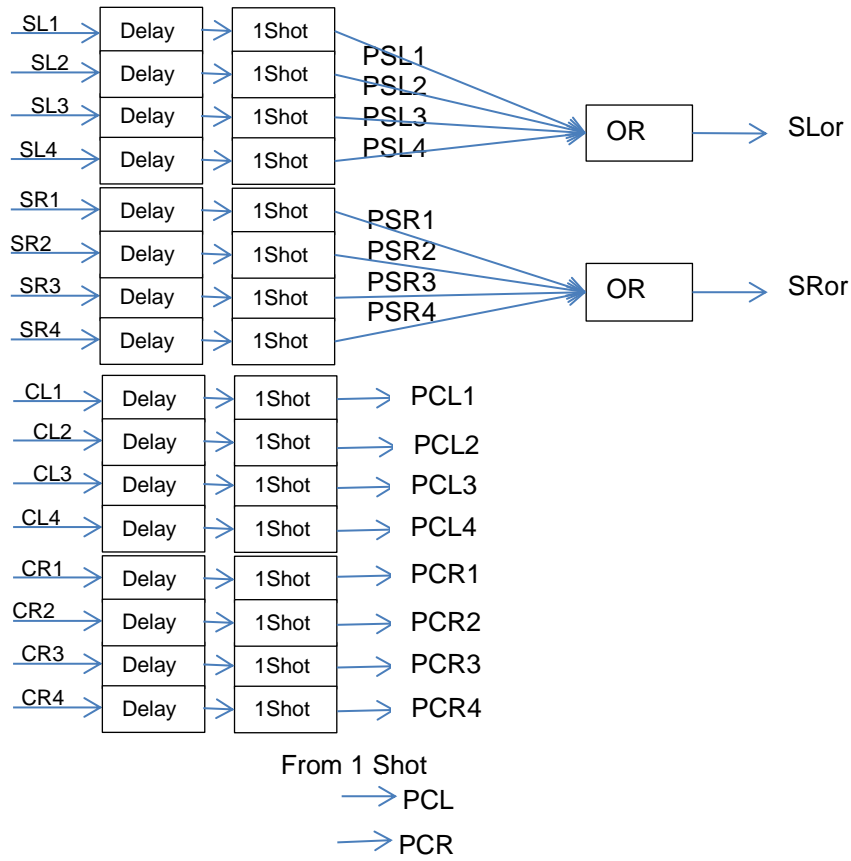 SL1 Delay 1Shot
PSL1
SL2 Delay 1Shot
PSL2
SL3 Delay 1Shot PSL3
OR SLor
SL4 Delay 1Shot PSL4
SR1 Delay 1Shot
PSR1
SR2 Delay 1Shot PSR2
SR3 Delay 1Shot PSR3
OR SRor
SR4 Delay 1Shot PSR4
CL1 Delay 1Shot PCL1
CL2 Delay 1Shot PCL2
CL3 Delay 1Shot PCL3
CL4 Delay 1Shot PCL4
CR1 Delay 1Shot PCR1
CR2 Delay 1Shot PCR2
CR3 Delay 1Shot PCR3
CR4 Delay 1Shot PCR4
From 1 Shot
PCL
PCR